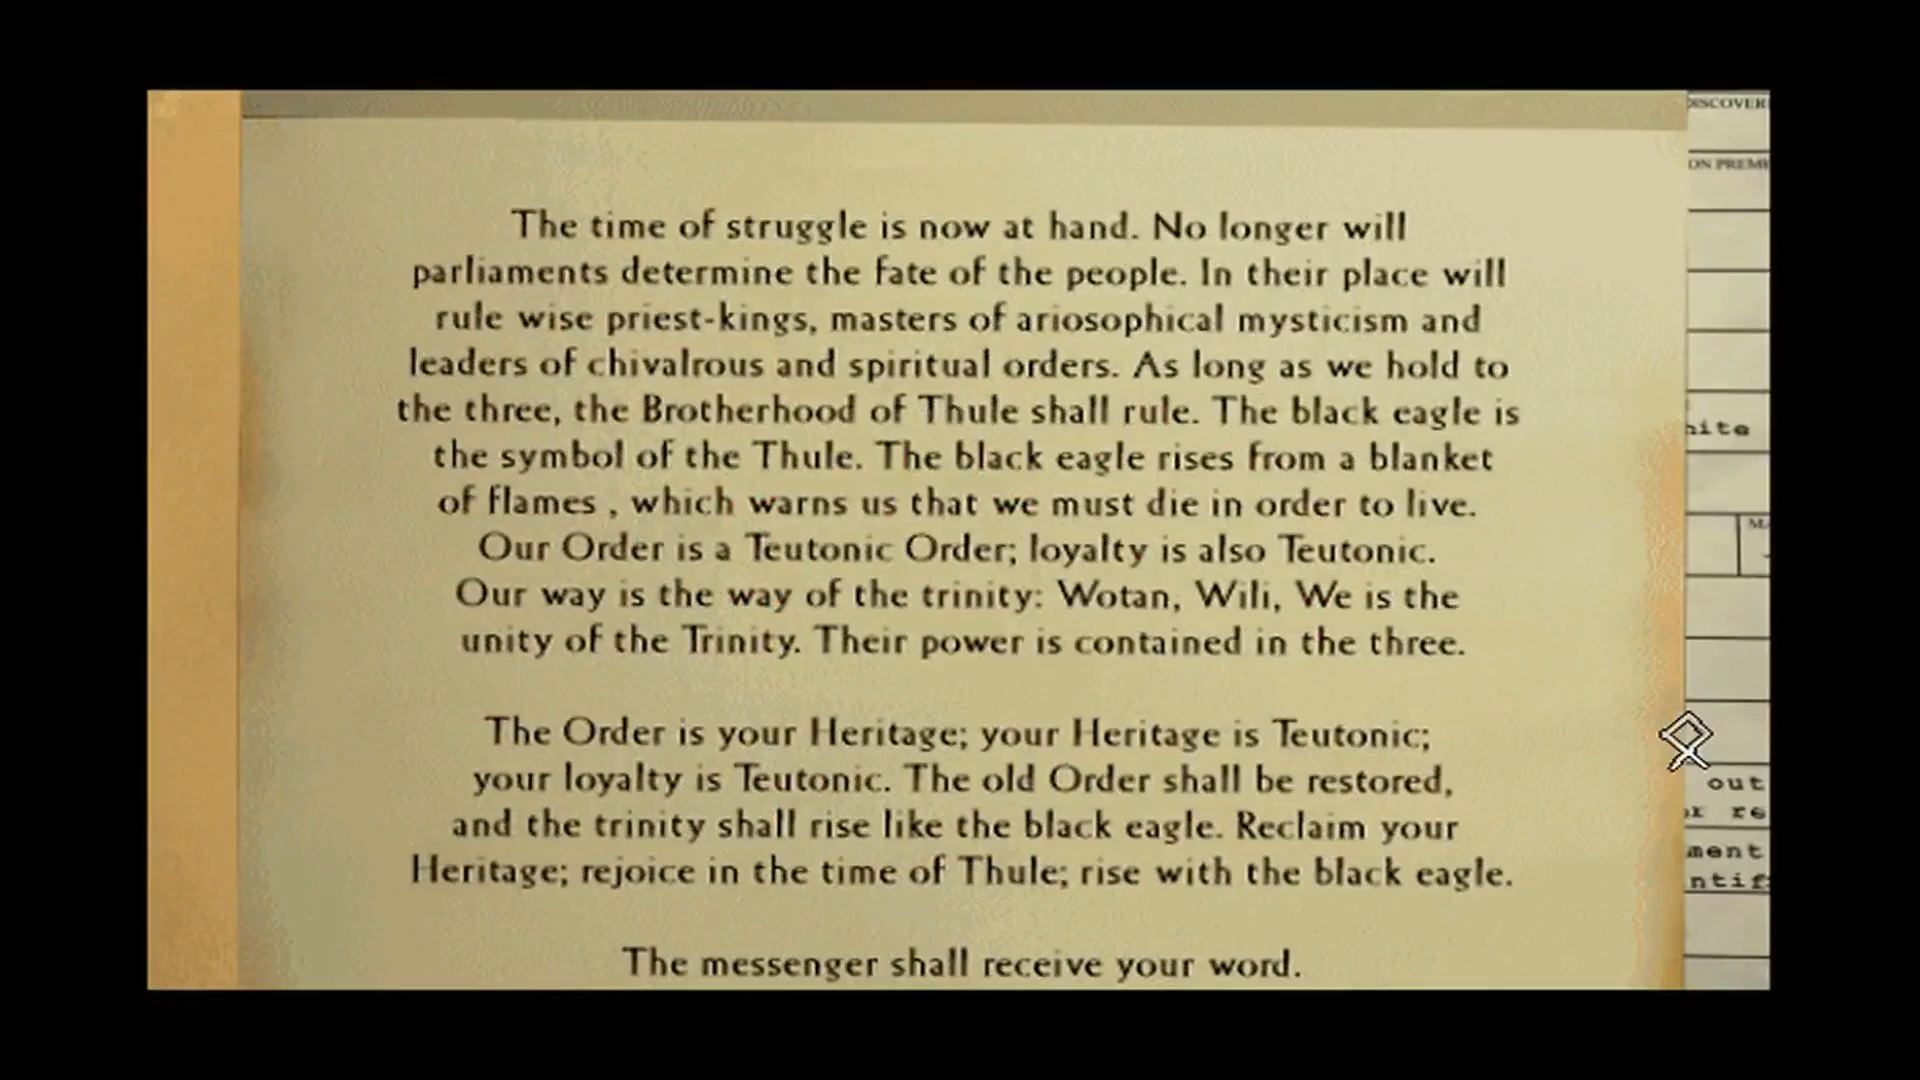 The time of struggle is now at hand. No longer will
parliaments determine the fate of the people. In their place will
rule wise priest-kings, masters of ariosophical mysticism and
leaders of chivalrous and spiritual orders. As long as we hold to
the three, the Brotherhood of Thule shall rule. The black eagle is
the symbol of the Thule. The black eagle rises from a blanket
of flames , which warns us that we must die in order to live.
Our Order is a Teutonic Order; loyalty is also Teutonic.
Our way is the way of the trinity: Wotan, Wili, We is the
unity of the Trinity. Their power is contained in the three.
The Order is your Heritage; your Heritage is Teutonic;
your loyalty is Teutonic. The old Order shall be restored,
and the trinity shall rise like the black eagle. Reclaim your
Heritage; rejoice in the time of Thule; rise with the black eagle.
The messenger shall receive your word.
out